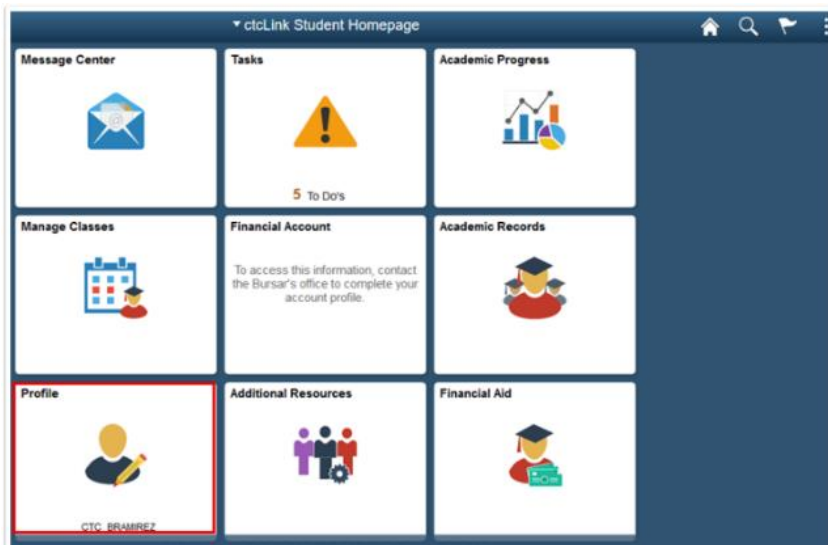 ctcLink Student Homepage
Message Center
Tasks
Academic Progress
5 To Do's
Manage Classes
Financial Account
Academic Records
To access this information, contact
the Bursar's office to complete your
account profile.
Profile
Additional Resources
Financial Aid
CTC_BRAMIREZ